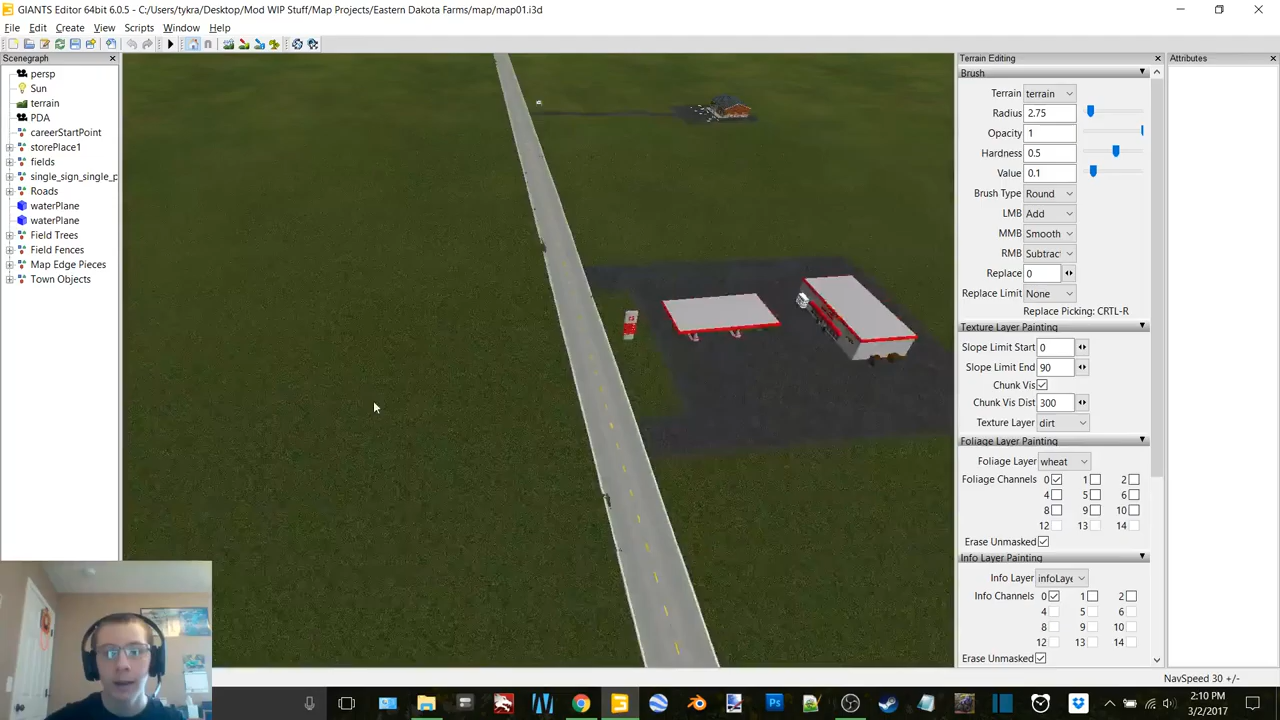 GIANTS Editor 64bit 6.0.5 - C:/Users/tykra/Desktop/Mod WIP Stuff/Map Projects/Eastern Dakota Farms/map/map01.i3d
File Edit Create View Scripts Window Help
Scenegraph
persp
Sun
terrain
PDA
careerStartPoint
storePlace1
fields
single_sign_single_p
Roads
waterPlane
waterPlane
Field Trees
Field Fences
Map Edge Pieces
Town Objects
Terrain Editing
Brush
Terrain terrain
Radius 2.75
Opacity 1
Hardness 0.5
Value 0.1
Brush Type Round
LMB Add
MMB Smooth
RMB Subtrac
Replace 0
Replace Limit None
Replace Picking: CRTL-R
Texture Layer Painting
Slope Limit Start 0
Slope Limit End 90
Chunk Vis
Chunk Vis Dist 300
Texture Layer dirt
Foliage Layer Painting
Foliage Layer wheat
Foliage Channels 0 1 2
4 5 6
8 9 10
12 13 14
Erase Unmasked
Info Layer Painting
Info Layer infoLaye
Info Channels 0 1 2
4 5 6
8 9 10
12 13 14
Erase Unmasked
Attributes
NavSpeed 30 +/-
2:10 PM
3/2/2017